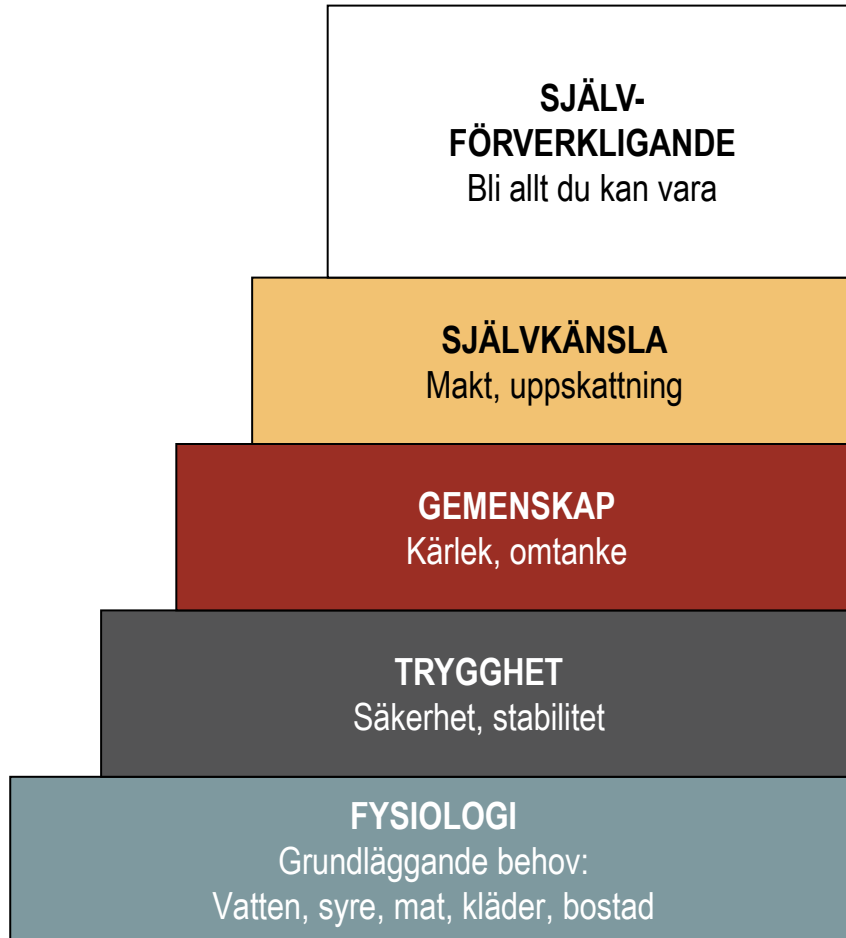 SJÄLV-
FÖRVERKLIGANDE
Bli allt du kan vara
SJÄLVKÄNSLA
Makt, uppskattning
GEMENSKAP
Kärlek, omtanke
TRYGGHET
Säkerhet, stabilitet
FYSIOLOGI
Grundläggande behov:
Vatten, syre, mat, kläder, bostad